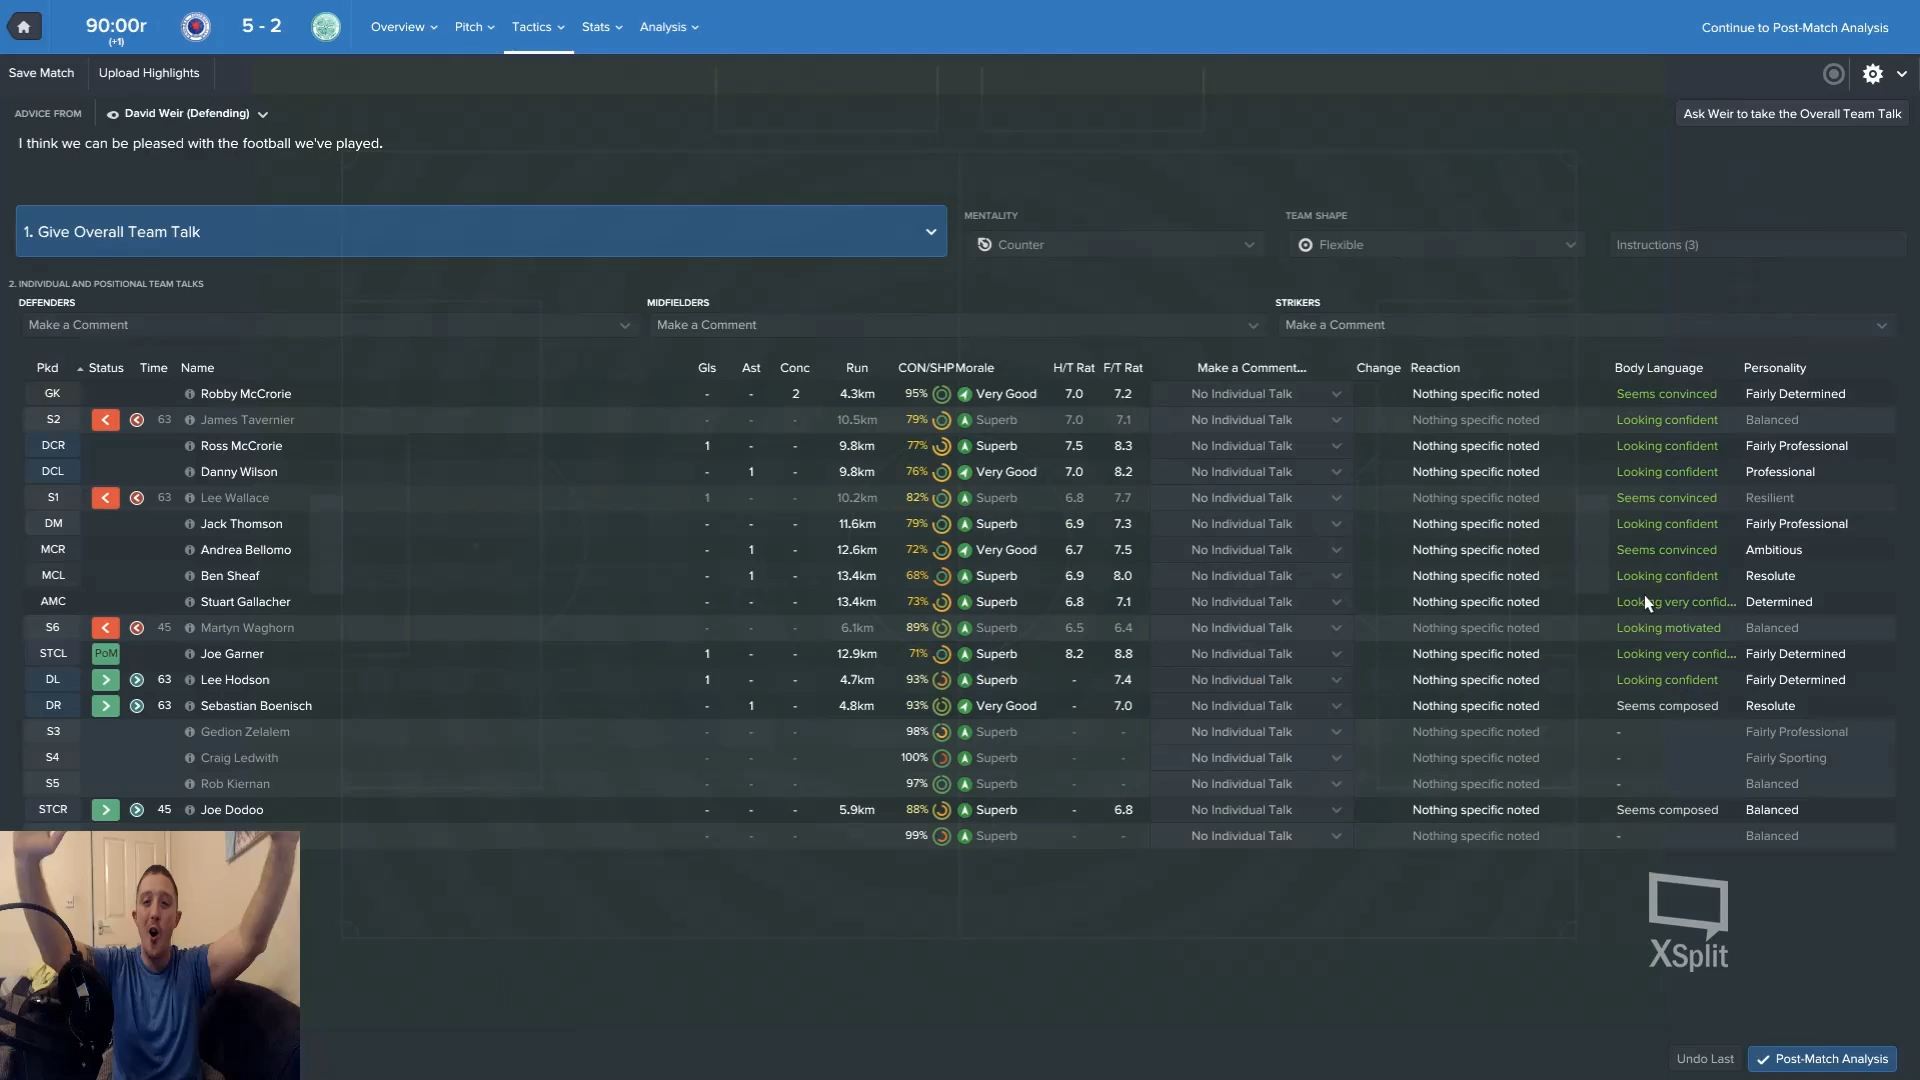 90:00r 5 - 2 Overview Pitch Tactics Stats Analysis Continue to Post-Match Analysis
(+1)
Save Match Upload Highlights
ADVICE FROM David Weir (Defending) Ask Weir to take the Overall Team Talk
I think we can be pleased with the football we've played.
MENTALITY TEAM SHAPE
1. Give Overall Team Talk Counter Flexible Instructions (3)
2. INDIVIDUAL AND POSITIONAL TEAM TALKS
DEFENDERS MIDFIELDERS STRIKERS
Make a Comment Make a Comment Make a Comment
Pkd Status Time Name Gls Ast Conc Run CON/SHP Morale H/T Rat F/T Rat Make a Comment... Change Reaction Body Language Personality
GK Robby McCrorie - - 2 4.3km 95% Very Good 7.0 7.2 No Individual Talk Nothing specific noted Seems convinced Fairly Determined
S2 63 James Tavernier - - - 10.5km 79% Superb 7.0 7.1 No Individual Talk Nothing specific noted Looking confident Balanced
DCR Ross McCrorie 1 - - 9.8km 77% Superb 7.5 8.3 No Individual Talk Nothing specific noted Looking confident Fairly Professional
DCL Danny Wilson - 1 - 9.8km 76% Very Good 7.0 8.2 No Individual Talk Nothing specific noted Looking confident Professional
S1 63 Lee Wallace 1 - - 10.2km 82% Superb 6.8 7.7 No Individual Talk Nothing specific noted Seems convinced Resilient
DM Jack Thomson - - - 11.6km 79% Superb 6.9 7.3 No Individual Talk Nothing specific noted Looking confident Fairly Professional
MCR Andrea Bellomo - 1 - 12.6km 72% Very Good 6.7 7.5 No Individual Talk Nothing specific noted Seems convinced Ambitious
MCL Ben Sheaf - 1 - 13.4km 68% Superb 6.9 8.0 No Individual Talk Nothing specific noted Looking confident Resolute
AMC Stuart Gallacher - - - 13.4km 73% Superb 6.8 7.1 No Individual Talk Nothing specific noted Looking very confid... Determined
S6 45 Martyn Waghorn - - - 6.1km 89% Superb 6.5 6.4 No Individual Talk Nothing specific noted Looking motivated Balanced
STCL PoM Joe Garner 1 - - 12.9km 71% Superb 8.2 8.8 No Individual Talk Nothing specific noted Looking very confid... Fairly Determined
DL 63 Lee Hodson 1 - - 4.7km 93% Superb - 7.4 No Individual Talk Nothing specific noted Looking confident Fairly Determined
DR 63 Sebastian Boenisch - 1 - 4.8km 93% Very Good - 7.0 No Individual Talk Nothing specific noted Seems composed Resolute
S3 Gedion Zelalem - - - 98% Superb - - No Individual Talk Nothing specific noted - Fairly Professional
S4 Craig Ledwith - - - 100% Superb - - No Individual Talk Nothing specific noted - Fairly Sporting
S5 Rob Kiernan - - - 97% Superb - - No Individual Talk Nothing specific noted - Balanced
STCR 45 Joe Dodoo - - - 5.9km 88% Superb - 6.8 No Individual Talk Nothing specific noted Seems composed Balanced
- - - 99% Superb - - No Individual Talk Nothing specific noted - Balanced
XSplit
Undo Last Post-Match Analysis